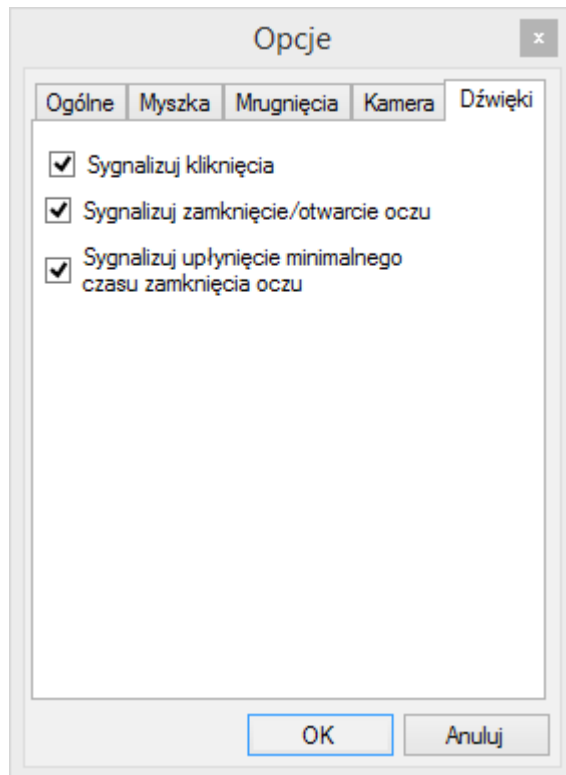 Opcje
x
Ogólne Myszka Mrugnięcia Kamera Dźwięki
Sygnalizuj kliknięcia
Sygnalizuj zamknięcie/otwarcie oczu
Sygnalizuj upłynięcie minimalnego
czasu zamknięcia oczu
OK Anuluj